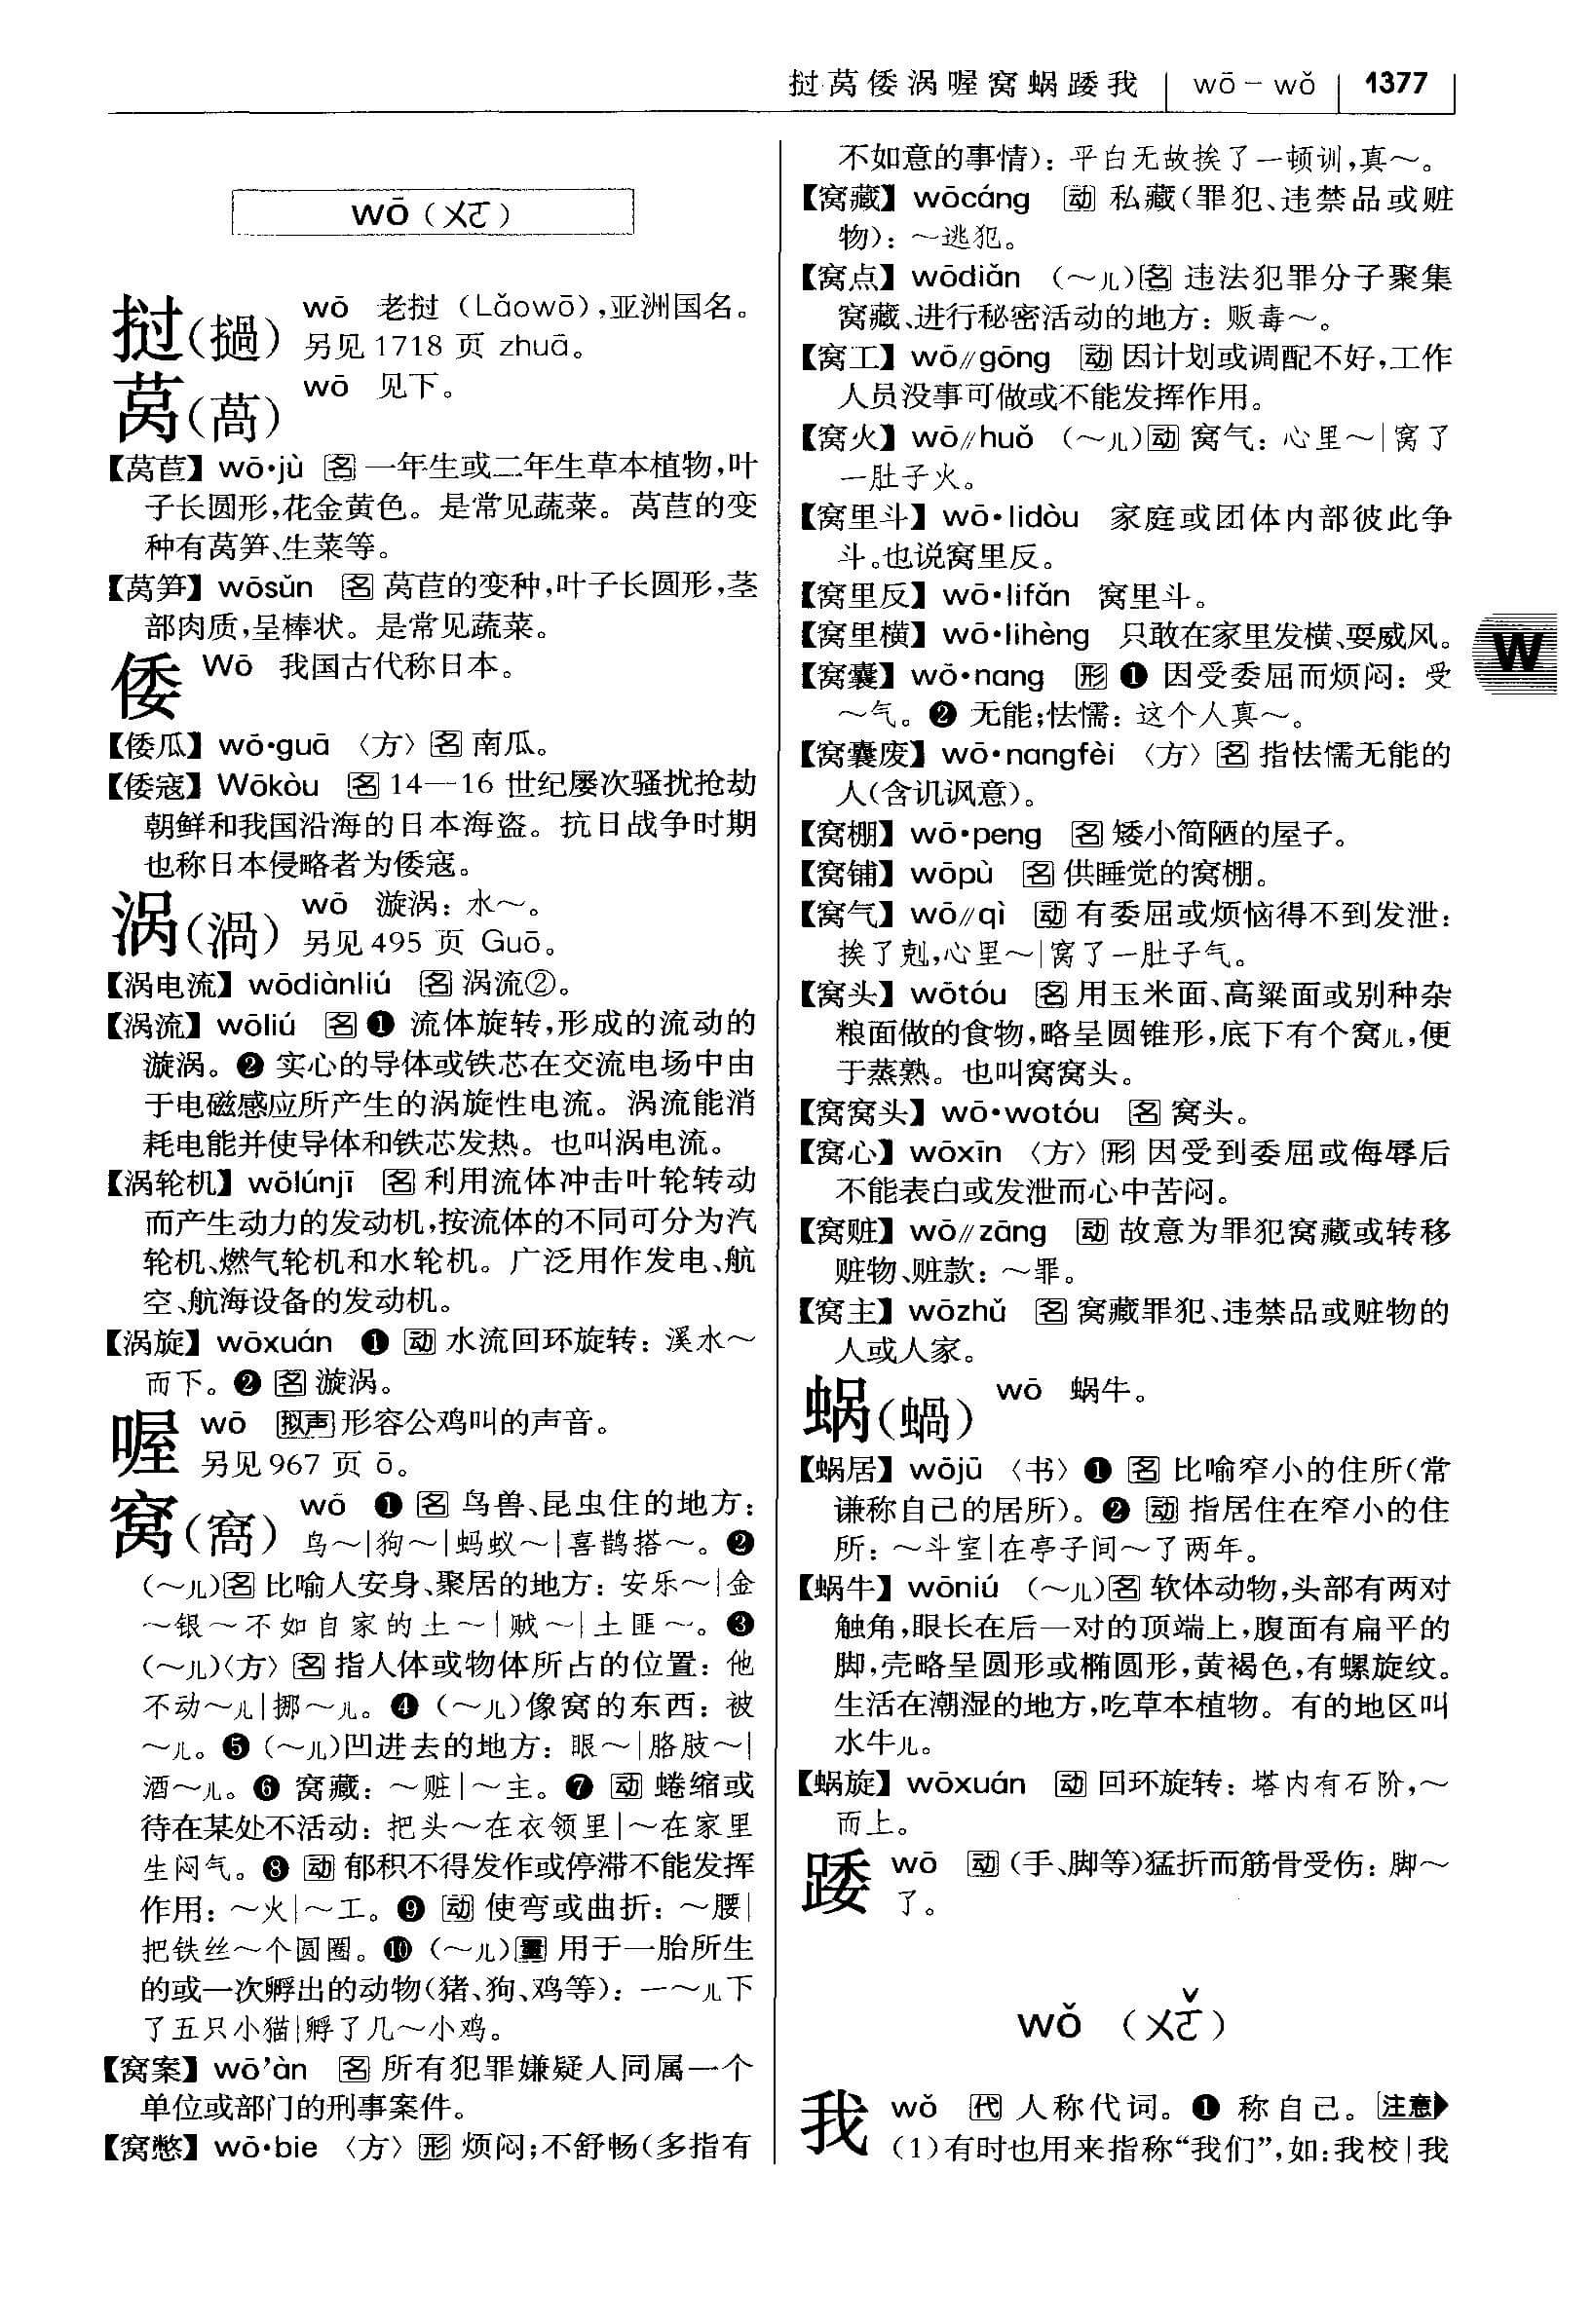 挝莴倭涡喔窝蜗踒我 wō－wǒ 1377
wō（ㄨㄛ）
挝(撾) wō 老挝（Lǎowō），亚洲国名。
另见1718 页 zhuā。
莴(萵) wō 见下。
【莴苣】wō·jù 名 一年生或二年生草本植物，叶
子长圆形，花金黄色。是常见蔬菜。莴苣的变
种有莴笋、生菜等。
【莴笋】wōsǔn 名 莴苣的变种，叶子长圆形，茎
部肉质，呈棒状。是常见蔬菜。
倭 Wō 我国古代称日本。
【倭瓜】wō·guā 〈方〉名 南瓜。
【倭寇】Wōkòu 名 14—16 世纪屡次骚扰抢劫
朝鲜和我国沿海的日本海盗。抗日战争时期
也称日本侵略者为倭寇。
涡(渦) wō 漩涡：水～。
另见495 页 Guō。
【涡电流】wōdiànliú 名 涡流②。
【涡流】wōliú 名 ❶ 流体旋转，形成的流动的
漩涡。❷ 实心的导体或铁芯在交流电场中由
于电磁感应所产生的涡旋性电流。涡流能消
耗电能并使导体和铁芯发热。也叫涡电流。
【涡轮机】wōlúnjī 名 利用流体冲击叶轮转动
而产生动力的发动机，按流体的不同可分为汽
轮机、燃气轮机和水轮机。广泛用作发电、航
空、航海设备的发动机。
【涡旋】wōxuán ❶ 动 水流回环旋转：溪水～
而下。❷ 名 漩涡。
喔 wō 拟声 形容公鸡叫的声音。
另见967 页 ō。
窝(窩) wō ❶ 名 鸟兽、昆虫住的地方：
鸟～|狗～|蚂蚁～|喜鹊搭～。❷
(～儿)名 比喻人安身、聚居的地方：安乐～|金
～银～不如自家的土～|贼～|土匪～。❸
(～儿)〈方〉名 指人体或物体所占的位置：他
不动～儿|挪～儿。❹ (～儿)像窝的东西：被
～儿。❺ (～儿)凹进去的地方：眼～|胳肢～|
酒～儿。❻ 窝藏：～赃|～主。❼ 动 蜷缩或
待在某处不活动：把头～在衣领里|～在家里
生闷气。❽ 动 郁积不得发作或停滞不能发挥
作用：～火|～工。❾ 动 使弯或曲折：～腰|
把铁丝～个圆圈。❿ (～儿)量 用于一胎所生
的或一次孵出的动物(猪、狗、鸡等)：一～儿下
了五只小猫|孵了几～小鸡。
【窝案】wō’àn 名 所有犯罪嫌疑人同属一个
单位或部门的刑事案件。
【窝憋】wō·bie 〈方〉形 烦闷；不舒畅(多指有
不如意的事情)：平白无故挨了一顿训，真～。
【窝藏】wōcáng 动 私藏(罪犯、违禁品或赃
物)：～逃犯。
【窝点】wōdiǎn (～儿)名 违法犯罪分子聚集
窝藏、进行秘密活动的地方：贩毒～。
【窝工】wō//gōng 动 因计划或调配不好，工作
人员没事可做或不能发挥作用。
【窝火】wō//huǒ (～儿)动 窝气：心里～|窝了
一肚子火。
【窝里斗】wō·lidòu 家庭或团体内部彼此争
斗。也说窝里反。
【窝里反】wō·lifǎn 窝里斗。
【窝里横】wō·lihèng 只敢在家里发横、耍威风。
W
【窝囊】wō·nang 形 ❶ 因受委屈而烦闷：受
～气。❷ 无能；怯懦：这个人真～。
【窝囊废】wō·nangfèi 〈方〉名 指怯懦无能的
人(含讥讽意)。
【窝棚】wō·peng 名 矮小简陋的屋子。
【窝铺】wōpù 名 供睡觉的窝棚。
【窝气】wō//qì 动 有委屈或烦恼得不到发泄：
挨了剋，心里～|窝了一肚子气。
【窝头】wōtóu 名 用玉米面、高粱面或别种杂
粮面做的食物，略呈圆锥形，底下有个窝儿，便
于蒸熟。也叫窝窝头。
【窝窝头】wō·wotóu 名 窝头。
【窝心】wōxīn 〈方〉形 因受到委屈或侮辱后
不能表白或发泄而心中苦闷。
【窝赃】wō//zāng 动 故意为罪犯窝藏或转移
赃物、赃款：～罪。
【窝主】wōzhǔ 名 窝藏罪犯、违禁品或赃物的
人或人家。
蜗(蝸) wō 蜗牛。
【蜗居】wōjū 〈书〉❶ 名 比喻窄小的住所(常
谦称自己的居所)。❷ 动 指居住在窄小的住
所：～斗室|在亭子间～了两年。
【蜗牛】wōniú (～儿)名 软体动物，头部有两对
触角，眼长在后一对的顶端上，腹面有扁平的
脚，壳略呈圆形或椭圆形，黄褐色，有螺旋纹。
生活在潮湿的地方，吃草本植物。有的地区叫
水牛儿。
【蜗旋】wōxuán 动 回环旋转：塔内有石阶，～
而上。
踒 wō 动 (手、脚等)猛折而筋骨受伤：脚～
了。
wǒ （ㄨㄛˇ）
我 wǒ 代 人称代词。❶ 称自己。注意▶
(1)有时也用来指称“我们”，如：我校|我